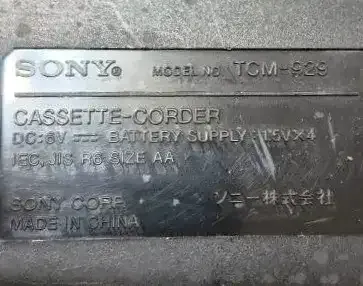 SONY® MODEL NO. TCM-929
CASSETTE-CORDER
DC:6V ⎓ BATTERY SUPPLY:1.5V×4
IEC, JIS R6 SIZE AA
SONY CORP. ソニー株式会社
MADE IN CHINA